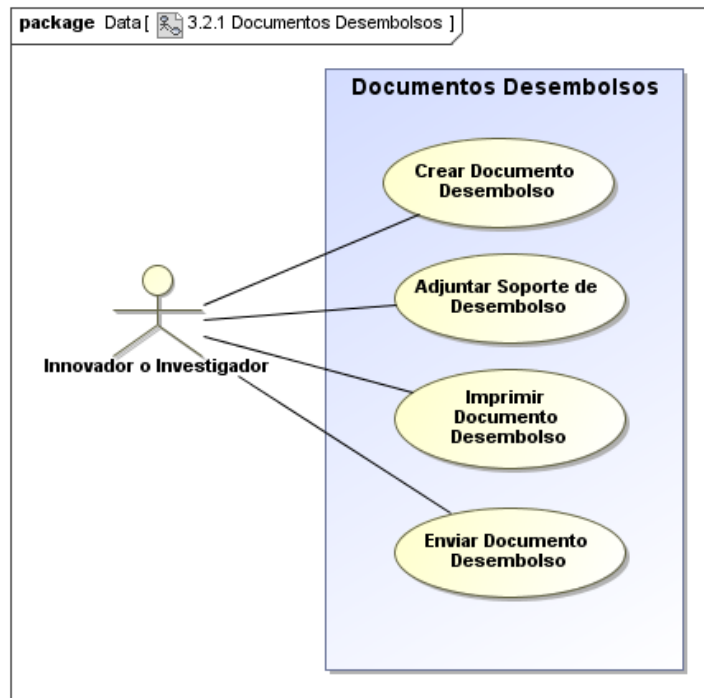 package Data [ 3.2.1 Documentos Desembolsos ]
Documentos Desembolsos
Crear Documento
Desembolso
Adjuntar Soporte de
Desembolso
Innovador o Investigador
Imprimir
Documento
Desembolso
Enviar Documento
Desembolso